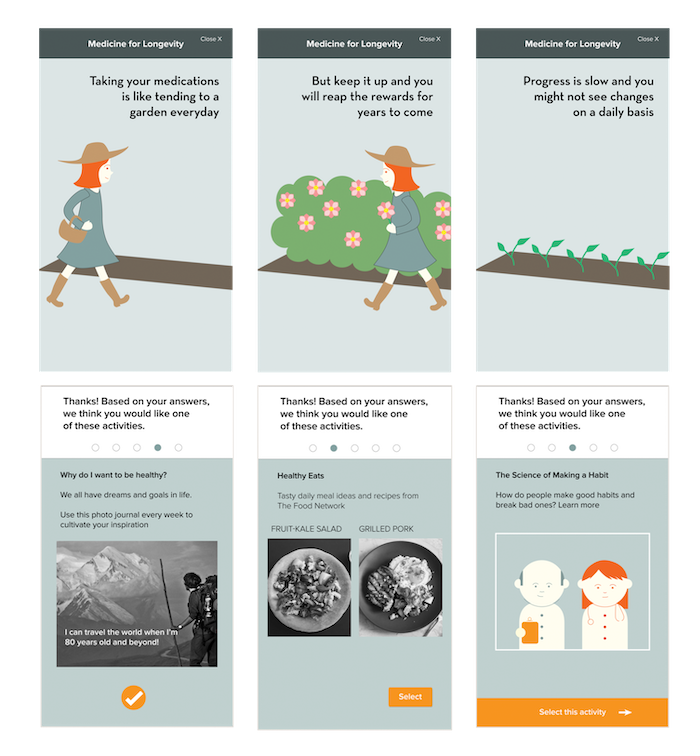 Medicine for Longevity
Close X
Taking your medications
is like tending to a
garden everyday
Medicine for Longevity
Close X
But keep it up and you
will reap the rewards for
years to come
Medicine for Longevity
Close X
Progress is slow and you
might not see changes
on a daily basis
Thanks! Based on your answers,
we think you would like one
of these activities.
Why do I want to be healthy?
We all have dreams and goals in life.
Use this photo journal every week to
cultivate your inspiration
I can travel the world when I'm
80 years old and beyond!
Thanks! Based on your answers,
we think you would like one
of these activities.
Healthy Eats
Tasty daily meal ideas and recipes from
The Food Network
FRUIT-KALE SALAD
GRILLED PORK
Select
Thanks! Based on your answers,
we think you would like one
of these activities.
The Science of Making a Habit
How do people make good habits and
break bad ones? Learn more
Select this activity